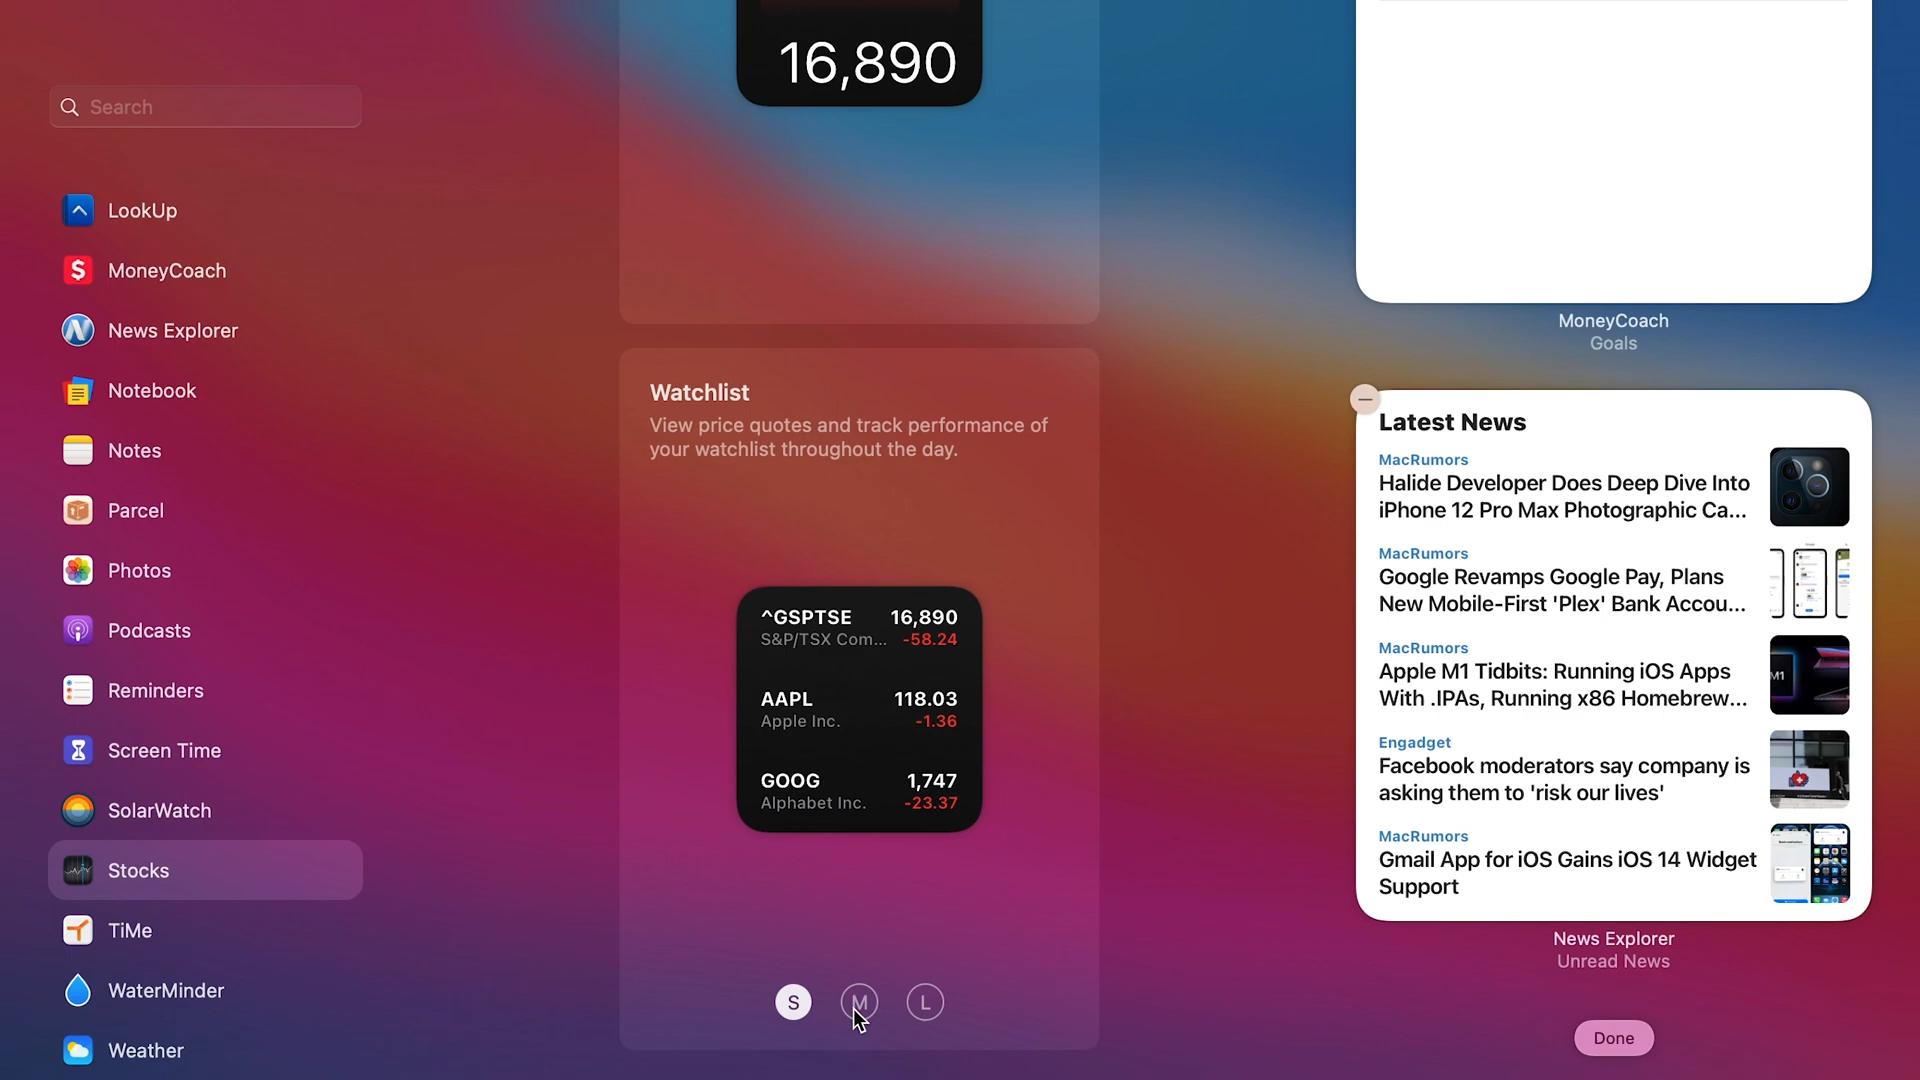 Search
LookUp
MoneyCoach
News Explorer
Notebook
Notes
Parcel
Photos
Podcasts
Reminders
Screen Time
SolarWatch
Stocks
TiMe
WaterMinder
Weather
16,890
Watchlist
View price quotes and track performance of
your watchlist throughout the day.
^GSPTSE 16,890
S&P/TSX Com... -58.24
AAPL 118.03
Apple Inc. -1.36
GOOG 1,747
Alphabet Inc. -23.37
S M L
MoneyCoach
Goals
Latest News
MacRumors
Halide Developer Does Deep Dive Into
iPhone 12 Pro Max Photographic Ca...
MacRumors
Google Revamps Google Pay, Plans
New Mobile-First 'Plex' Bank Accou...
MacRumors
Apple M1 Tidbits: Running iOS Apps
With .IPAs, Running x86 Homebrew...
M1
Engadget
Facebook moderators say company is
asking them to 'risk our lives'
MacRumors
Gmail App for iOS Gains iOS 14 Widget
Support
News Explorer
Unread News
Done